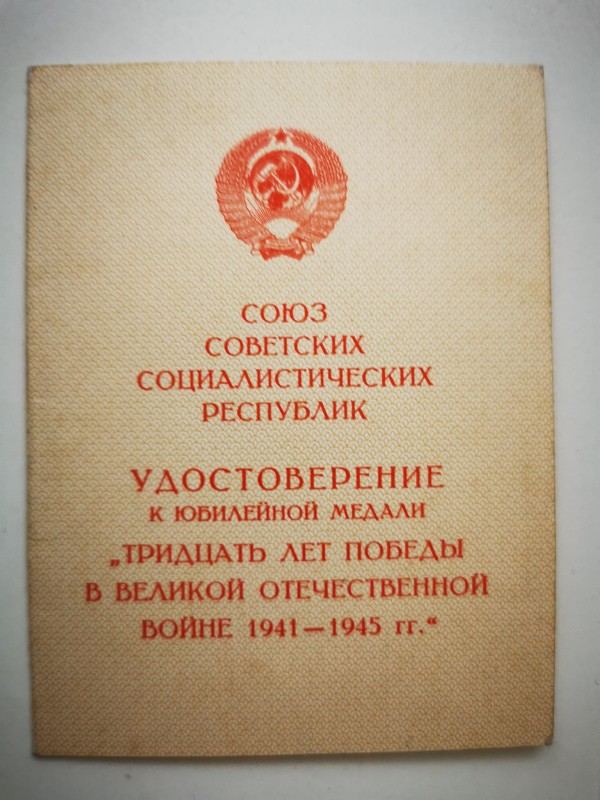 СОЮЗ
СОВЕТСКИХ
СОЦИАЛИСТИЧЕСКИХ
РЕСПУБЛИК
УДОСТОВЕРЕНИЕ
К ЮБИЛЕЙНОЙ МЕДАЛИ
„ТРИДЦАТЬ ЛЕТ ПОБЕДЫ
В ВЕЛИКОЙ ОТЕЧЕСТВЕННОЙ
ВОЙНЕ 1941—1945 гг.“